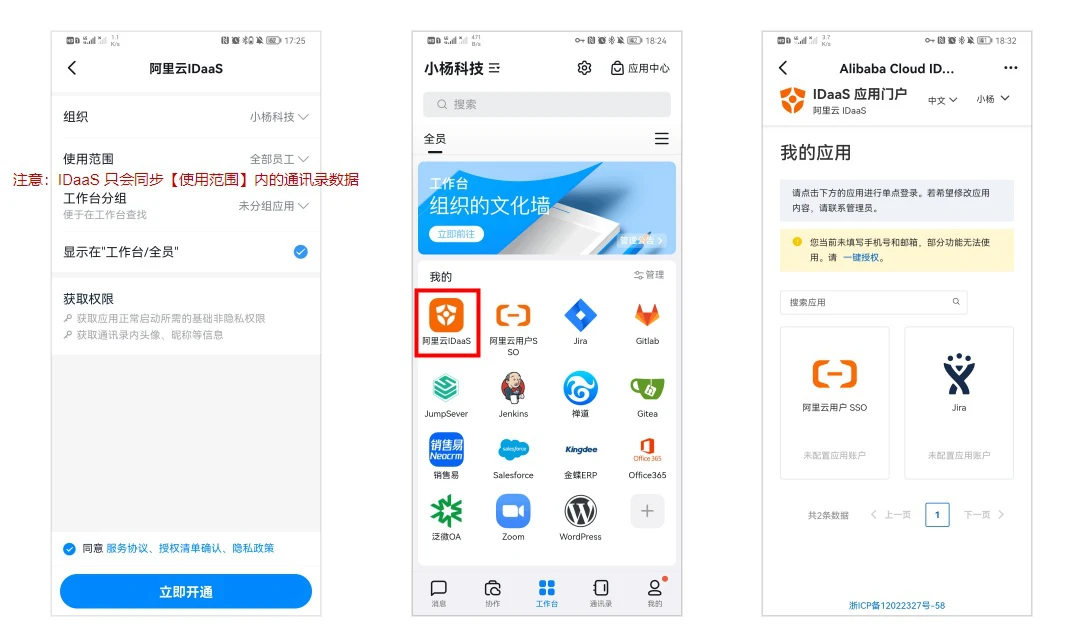 1.1
K/s
17:25
阿里云IDaaS
组织
小杨科技
使用范围
全部员工
注意：IDaaS 只会同步【使用范围】内的通讯录数据
工作台分组
便于在工作台查找
未分组应用
显示在"工作台/全员"
获取权限
获取应用正常启动所需的基础非隐私权限
获取通讯录内头像、昵称等信息
同意 服务协议、授权清单确认、隐私政策
立即开通
471
B/s
18:24
小杨科技
应用中心
搜索
全员
工作台
组织的文化墙
立即前往
管理公告
我的
管理
阿里云IDaaS
阿里云用户S
SO
Jira
Gitlab
JumpSever
Jenkins
禅道
Gitea
销售易
Neocrm
销售易
salesforce
Salesforce
Kingdee
金蝶ERP
Office 365
Office365
泛微OA
Zoom
WordPress
消息
协作
工作台
通讯录
我的
3.7
K/s
18:32
Alibaba Cloud ID...
IDaaS 应用门户
阿里云 IDaaS
中文
小杨
我的应用
请点击下方的应用进行单点登录。若希望修改应用
内容，请联系管理员。
您当前未填写手机号和邮箱，部分功能无法使
用。请 一键授权。
搜索应用
阿里云用户 SSO
未配置应用账户
Jira
未配置应用账户
共2条数据
上一页
1
下一页
浙ICP备12022327号-58